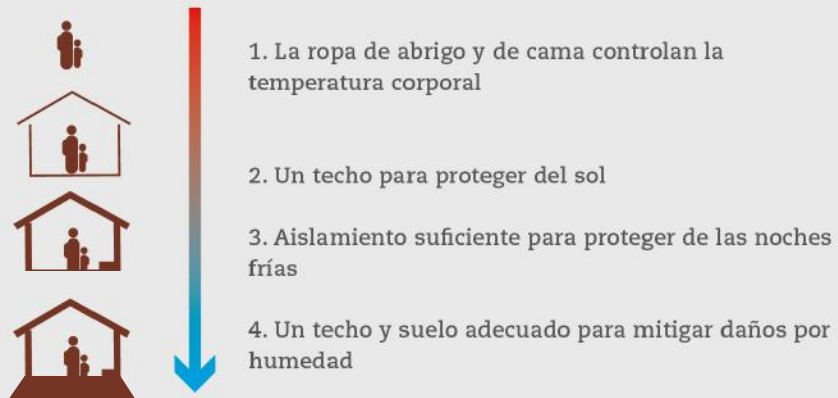 1. La ropa de abrigo y de cama controlan la
temperatura corporal
2. Un techo para proteger del sol
3. Aislamiento suficiente para proteger de las noches
frías
4. Un techo y suelo adecuado para mitigar daños por
humedad